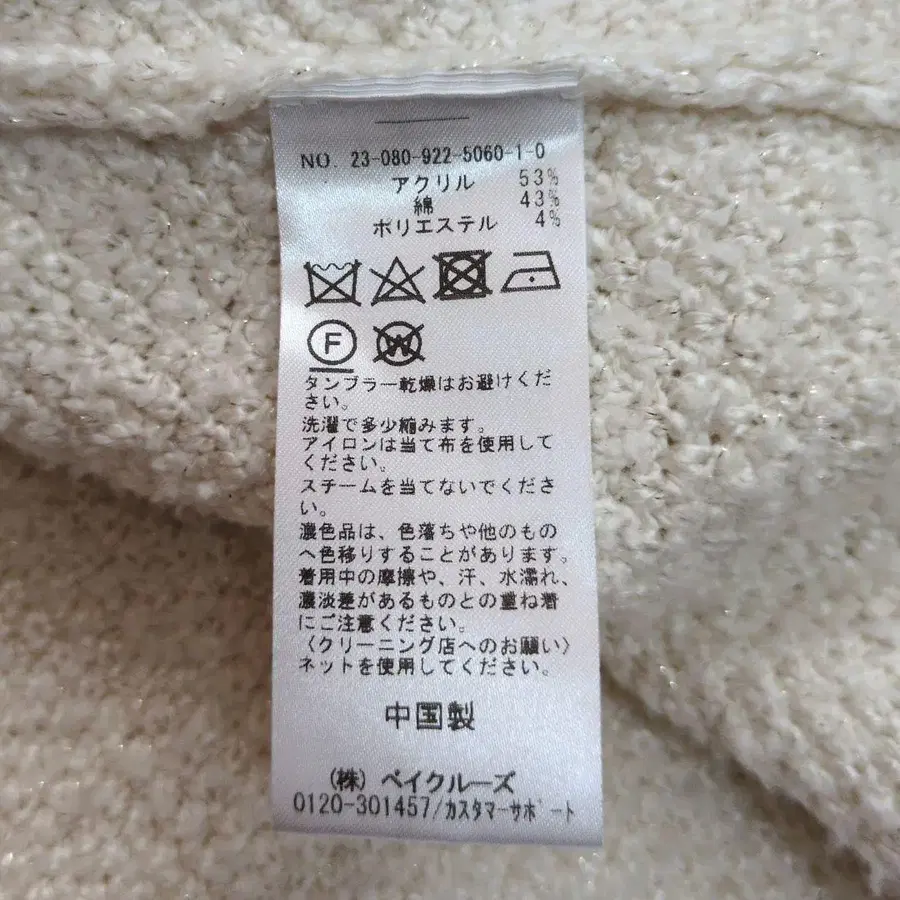 NO. 23-080-922-5060-1-0
アクリル 53%
綿 43%
ポリエステル 4%
F W
タンブラー乾燥はお避けくだ
さい。
洗濯で多少縮みます。
アイロンは当て布を使用して
ください。
スチームを当てないでくださ
い。
濃色品は、色落ちや他のもの
へ色移りすることがあります。
着用中の摩擦や、汗、水濡れ、
濃淡差があるものとの重ね着
にご注意ください。
〈クリーニング店へのお願い〉
ネットを使用してください。
中国製
(株) ベイクルーズ
0120-301457/カスタマーサポート